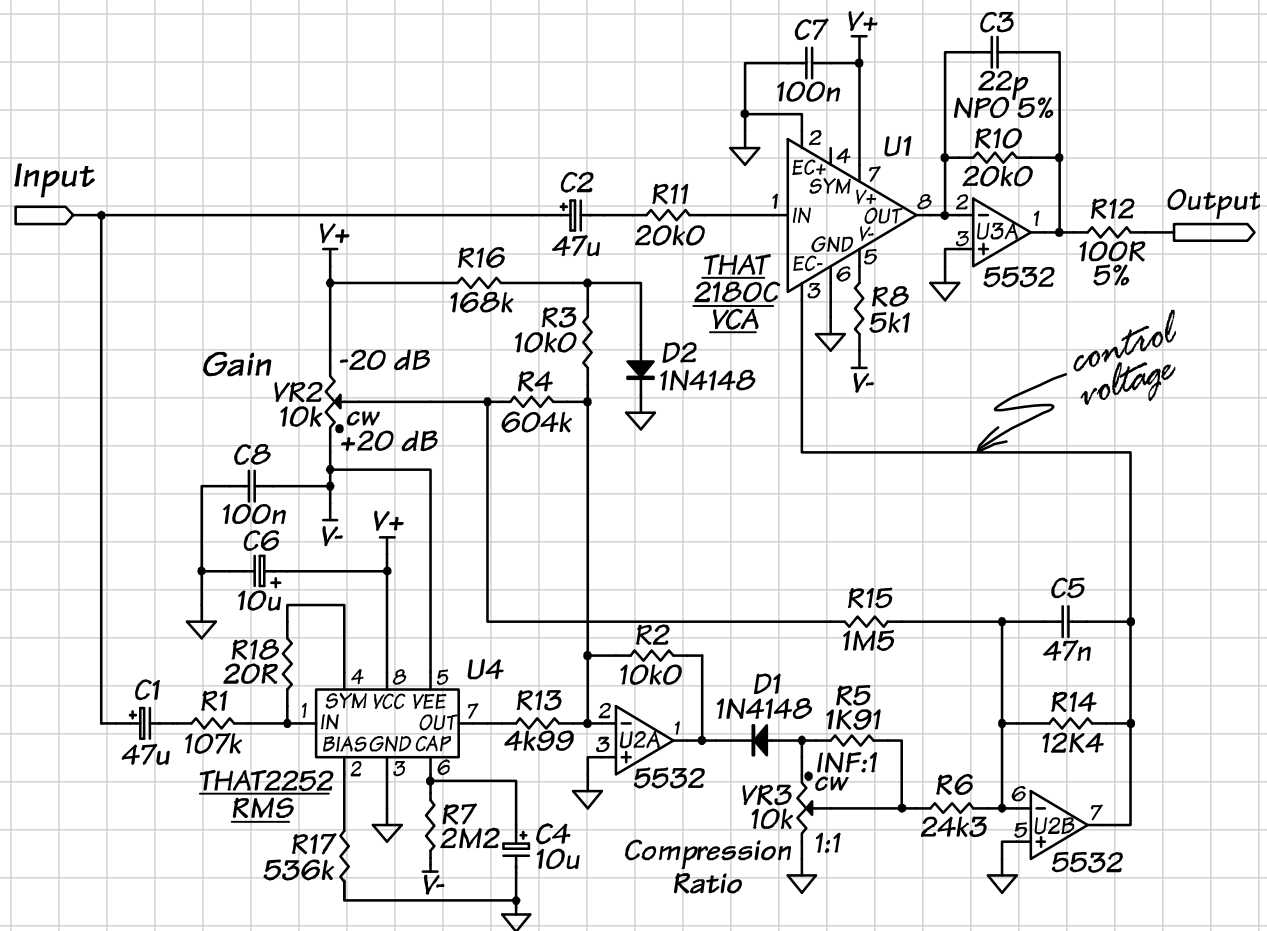 C7
V+
C3
100n
22p
NPO 5%
2
4
U1
R10
EC+
SYM
7
20k0
Input
C2
R11
V+
Output
+
1
IN
OUT
8
2
-
1
R12
47u
20k0
V-
U3A
V+
GND
3
+
100R
R16
THAT
EC-
5
5532
5%
168k
2180C
3
6
R8
R3
VCA
5k1
10k0
control
-20 dB
D2
voltage
Gain
1N4148
V-
VR2
R4
10k
cw
604k
+20 dB
C8
100n
V+
V-
C6
+
10u
R15
C5
1M5
47n
R18
R2
20R
10k0
4
8
5
U4
C1
R1
SYM
VCC
VEE
R13
D1
R5
R14
+
1
IN
OUT
7
2
-
1
1N4148
1K91
12K4
47u
107k
BIAS
GND
CAP
4k99
3
U2A
+
INF:1
2
3
6
5532
cw
R6
THAT2252
VR3
6
-
7
RMS
R7
10k
24k3
5
U2B
2M2
+
C4
+
R17
10u
1:1
5532
536k
Compression
V-
Ratio